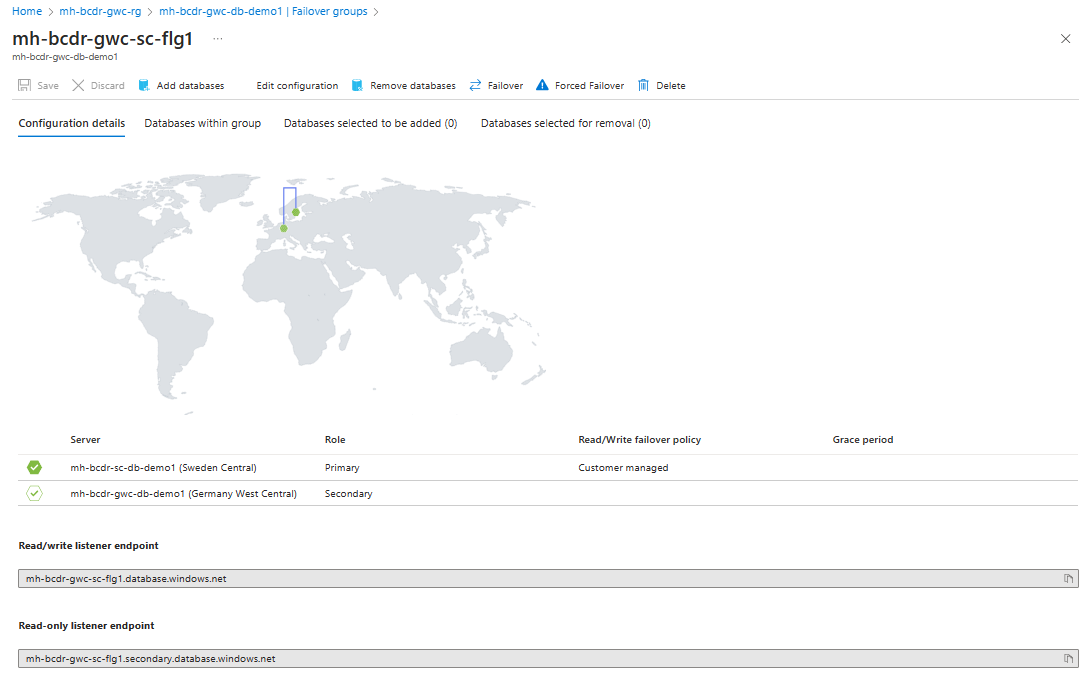 Home > mh-bcdr-gwc-rg > mh-bcdr-gwc-db-demo1 | Failover groups >
mh-bcdr-gwc-sc-flg1 ...
mh-bcdr-gwc-db-demo1
Save Discard Add databases Edit configuration Remove databases Failover Forced Failover Delete
Configuration details Databases within group Databases selected to be added (0) Databases selected for removal (0)
Server Role Read/Write failover policy Grace period
mh-bcdr-sc-db-demo1 (Sweden Central) Primary Customer managed
mh-bcdr-gwc-db-demo1 (Germany West Central) Secondary
Read/write listener endpoint
mh-bcdr-gwc-sc-flg1.database.windows.net
Read-only listener endpoint
mh-bcdr-gwc-sc-flg1.secondary.database.windows.net